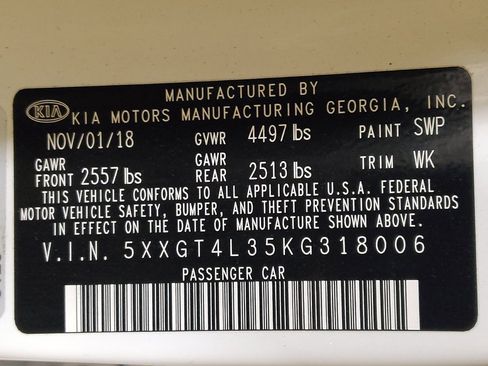 MANUFACTURED BY
KIA KIA MOTORS MANUFACTURING GEORGIA, INC.
NOV/01/18 GVWR 4497 lbs PAINT SWP
GAWR FRONT 2557 lbs GAWR REAR 2513 lbs TRIM WK
THIS VEHICLE CONFORMS TO ALL APPLICABLE U.S.A. FEDERAL
MOTOR VEHICLE SAFETY, BUMPER, AND THEFT PREVENTION STANDARDS
IN EFFECT ON THE DATE OF MANUFACTURE SHOWN ABOVE.
V.I.N. 5XXGT4L35KG318006
PASSENGER CAR